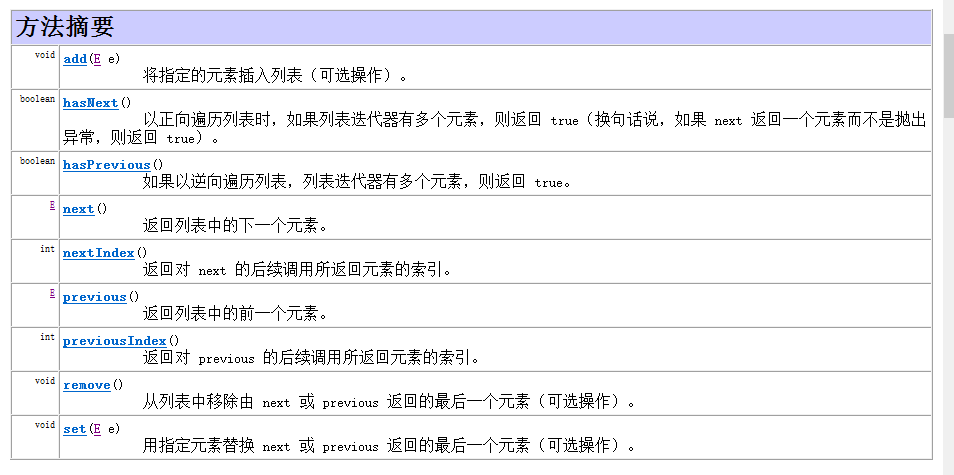 方法摘要
void add(E e)
将指定的元素插入列表（可选操作）。
boolean hasNext()
以正向遍历列表时，如果列表迭代器有多个元素，则返回 true（换句话说，如果 next 返回一个元素而不是抛出
异常，则返回 true）。
boolean hasPrevious()
如果以逆向遍历列表，列表迭代器有多个元素，则返回 true。
E next()
返回列表中的下一个元素。
int nextIndex()
返回对 next 的后续调用所返回元素的索引。
E previous()
返回列表中的前一个元素。
int previousIndex()
返回对 previous 的后续调用所返回元素的索引。
void remove()
从列表中移除由 next 或 previous 返回的最后一个元素（可选操作）。
void set(E e)
用指定元素替换 next 或 previous 返回的最后一个元素（可选操作）。